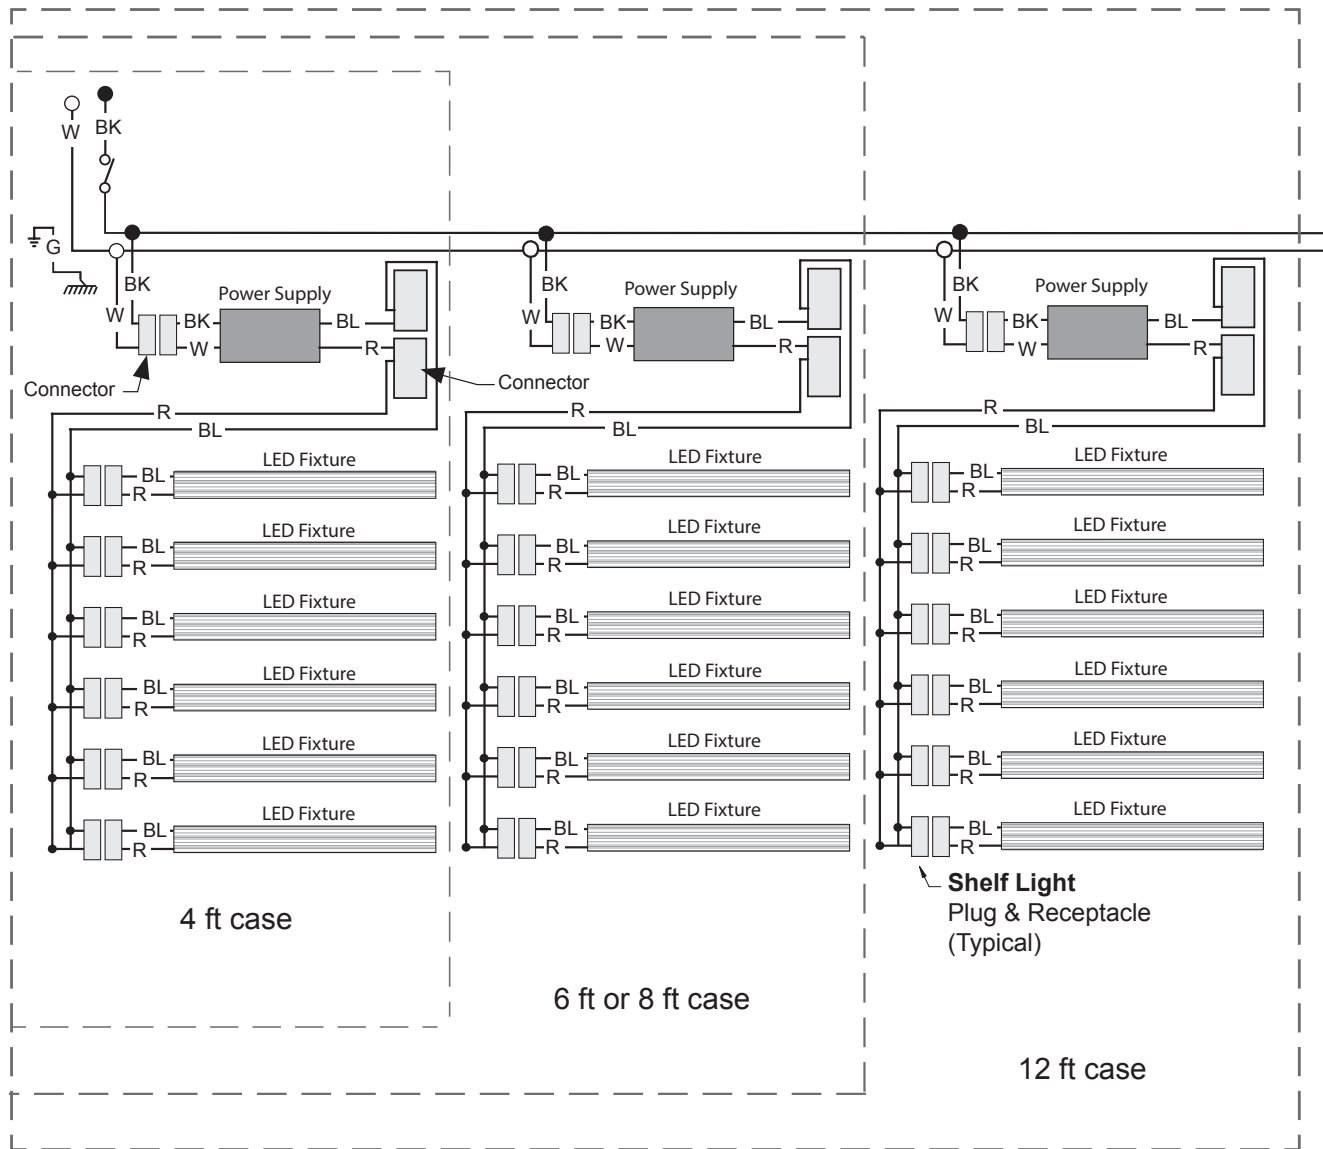 W
BK
G
BK
W
Power Supply
BK
W
BL
R
Connector
Connector
R
BL
LED Fixture
BL
R
LED Fixture
BL
R
LED Fixture
BL
R
LED Fixture
BL
R
LED Fixture
BL
R
LED Fixture
BL
R
4 ft case
BK
W
Power Supply
BK
W
BL
R
R
BL
LED Fixture
BL
R
LED Fixture
BL
R
LED Fixture
BL
R
LED Fixture
BL
R
LED Fixture
BL
R
LED Fixture
BL
R
6 ft or 8 ft case
BK
W
Power Supply
BK
W
BL
R
R
BL
LED Fixture
BL
R
LED Fixture
BL
R
LED Fixture
BL
R
LED Fixture
BL
R
LED Fixture
BL
R
LED Fixture
BL
R
Shelf Light
Plug & Receptacle
(Typical)
12 ft case